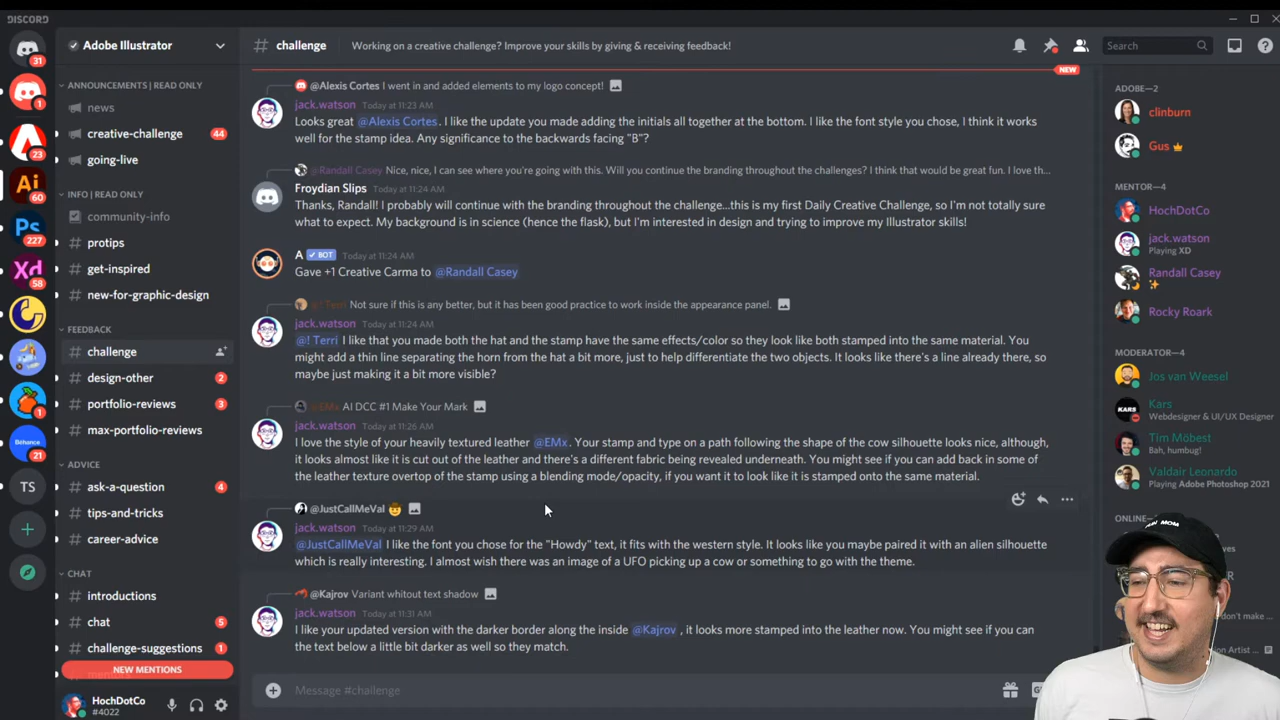 DISCORD
31
1
23
Ai
60
Ps
227
Xd
58
1
Bēhance
21
TS
Adobe Illustrator
ANNOUNCEMENTS | READ ONLY
news
creative-challenge 44
going-live
INFO | READ ONLY
community-info
# protips
# get-inspired
# new-for-graphic-design
FEEDBACK
# challenge
# design-other 2
# portfolio-reviews 3
# max-portfolio-reviews
ADVICE
# ask-a-question 4
# tips-and-tricks
# career-advice
CHAT
# introductions
# chat 5
# challenge-suggestions 1
NEW MENTIONS
HochDotCo
#4022
# challenge Working on a creative challenge? Improve your skills by giving & receiving feedback!
Search
NEW
@Alexis Cortes I went in and added elements to my logo concept!
jack.watson Today at 11:23 AM
Looks great @Alexis Cortes. I like the update you made adding the initials all together at the bottom. I like the font style you chose, I think it works
well for the stamp idea. Any significance to the backwards facing "B"?
@Randall Casey Nice, nice, I can see where you're going with this. Will you continue the branding throughout the challenges? I think that would be great fun. I love th...
Froydian Slips Today at 11:24 AM
Thanks, Randall! I probably will continue with the branding throughout the challenge...this is my first Daily Creative Challenge, so I'm not totally sure
what to expect. My background is in science (hence the flask), but I'm interested in design and trying to improve my Illustrator skills!
A ✓ BOT Today at 11:24 AM
Gave +1 Creative Carma to @Randall Casey
@! Terri Not sure if this is any better, but it has been good practice to work inside the appearance panel.
jack.watson Today at 11:24 AM
@! Terri I like that you made both the hat and the stamp have the same effects/color so they look like both stamped into the same material. You
might add a thin line separating the horn from the hat a bit more, just to help differentiate the two objects. It looks like there's a line already there, so
maybe just making it a bit more visible?
@EMx AI DCC #1 Make Your Mark
jack.watson Today at 11:26 AM
I love the style of your heavily textured leather @EMx. Your stamp and type on a path following the shape of the cow silhouette looks nice, although,
it looks almost like it is cut out of the leather and there's a different fabric being revealed underneath. You might see if you can add back in some of
the leather texture overtop of the stamp using a blending mode/opacity, if you want it to look like it is stamped onto the same material.
@JustCallMeVal 🤠
jack.watson Today at 11:29 AM
@JustCallMeVal I like the font you chose for the "Howdy" text, it fits with the western style. It looks like you maybe paired it with an alien silhouette
which is really interesting. I almost wish there was an image of a UFO picking up a cow or something to go with the theme.
@Kajrov Variant whitout text shadow
jack.watson Today at 11:31 AM
I like your updated version with the darker border along the inside @Kajrov , it looks more stamped into the leather now. You might see if you can
the text below a little bit darker as well so they match.
Message #challenge
ADOBE—2
clinburn
Gus
MENTOR—4
HochDotCo
jack.watson
Playing XD
Randall Casey
Rocky Roark
MODERATOR—4
Jos van Weesel
Kars
Webdesigner & UI/UX Designer
Tim Möbest
Bah, humbug!
Valdair Leonardo
Playing Adobe Photoshop 2021
MOM